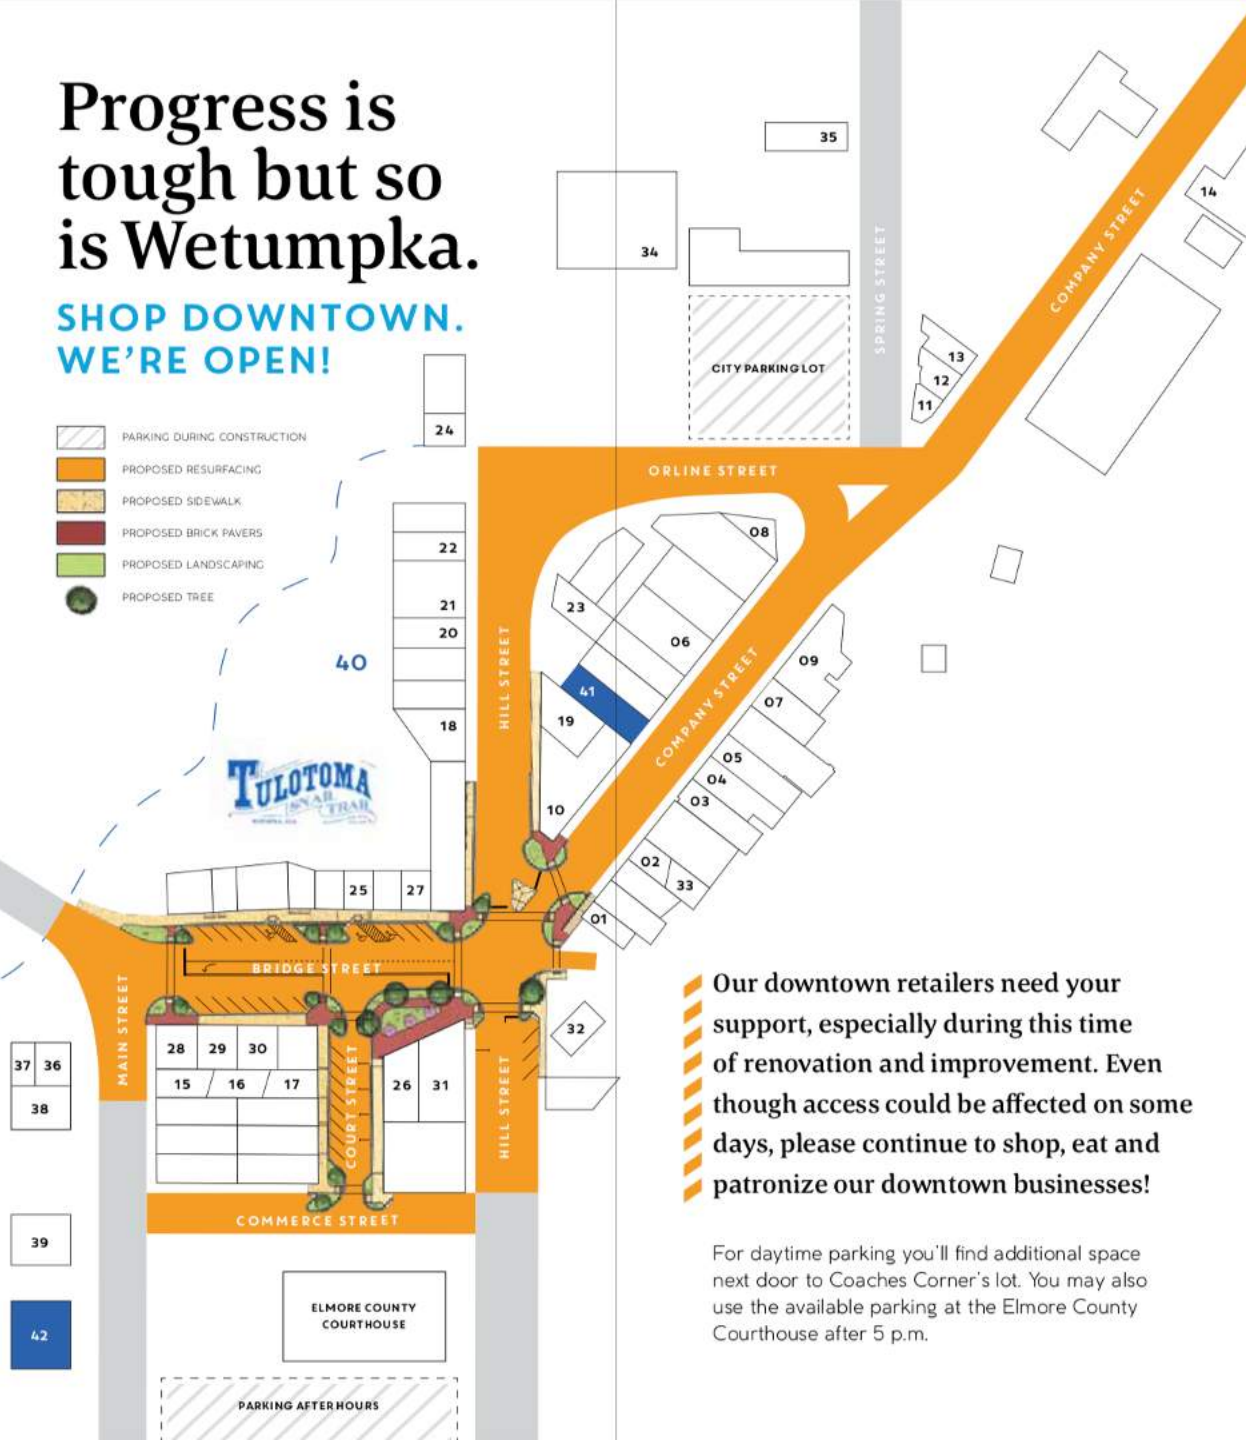 Progress is
tough but so
is Wetumpka.
SHOP DOWNTOWN.
WE'RE OPEN!
PARKING DURING CONSTRUCTION
PROPOSED RESURFACING
PROPOSED SIDEWALK
PROPOSED BRICK PAVERS
PROPOSED LANDSCAPING
PROPOSED TREE
35
34
CITY PARKING LOT
SPRING STREET
COMPANY STREET
14
13
12
11
24
ORLINE STREET
08
22
21
20
18
40
23
06
41
19
10
HILL STREET
COMPANY STREET
09
07
05
04
03
02
33
01
TULOTOMA
SNAIL
TRAIL
25
27
BRIDGE STREET
MAIN STREET
32
28
29
30
15
16
17
COURT STREET
26
31
HILL STREET
37
36
38
COMMERCE STREET
39
42
ELMORE COUNTY
COURTHOUSE
PARKING AFTER HOURS
Our downtown retailers need your
support, especially during this time
of renovation and improvement. Even
though access could be affected on some
days, please continue to shop, eat and
patronize our downtown businesses!
For daytime parking you'll find additional space
next door to Coaches Corner's lot. You may also
use the available parking at the Elmore County
Courthouse after 5 p.m.